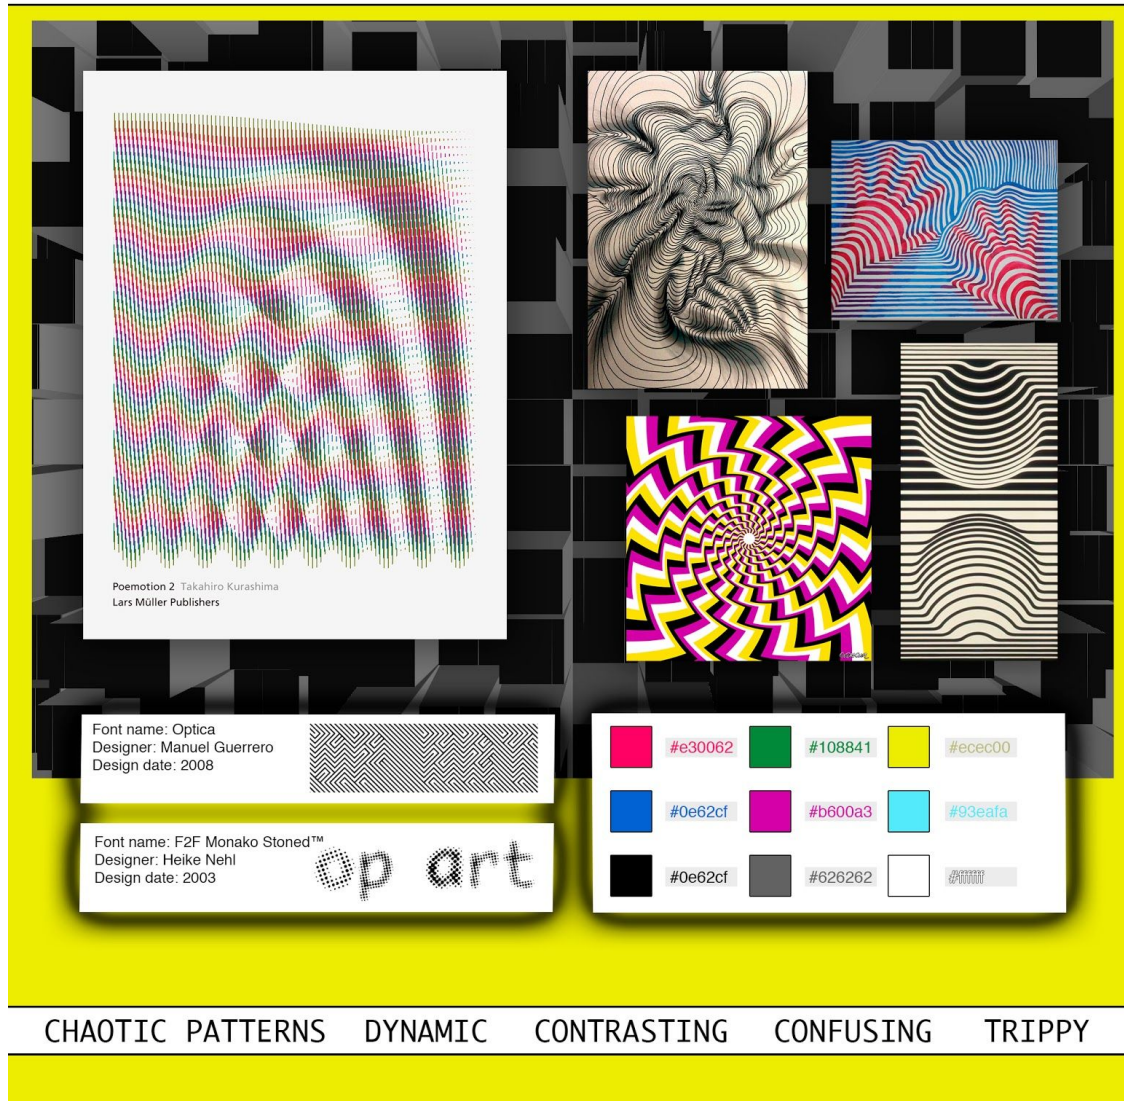 Poemotion 2 Takahiro Kurashima
Lars Müller Publishers
Font name: Optica
Designer: Manuel Guerrero
Design date: 2008
Font name: F2F Monako Stoned™
Designer: Heike Nehl
Design date: 2003
op art
#e30062 #108841 #ecec00
#0e62cf #b600a3 #93eafa
#0e62cf #626262 #ffffff
CHAOTIC PATTERNS DYNAMIC CONTRASTING CONFUSING TRIPPY